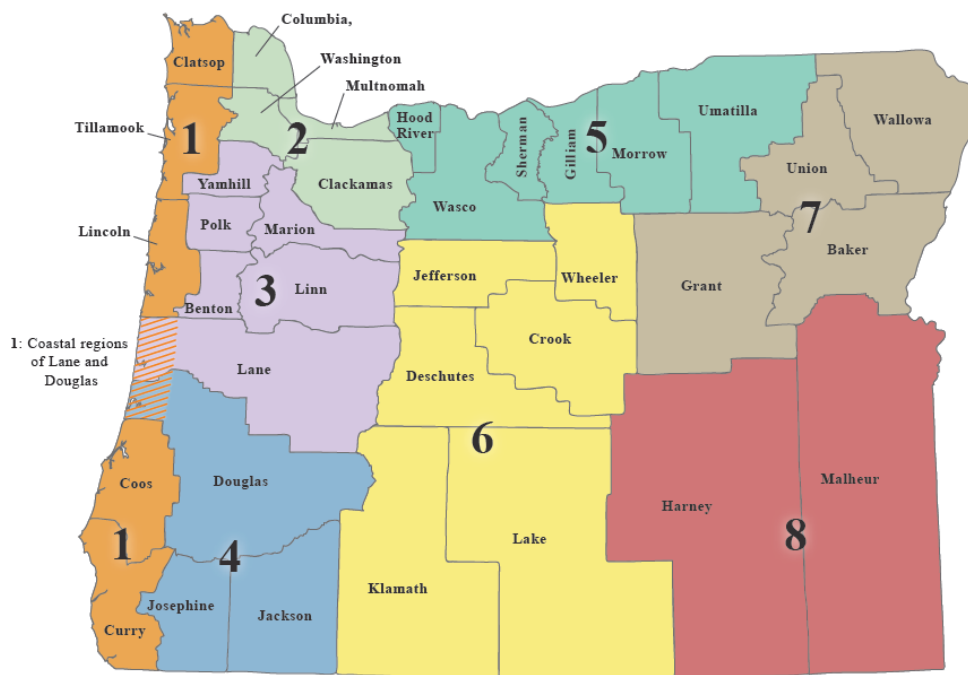 Columbia,
Washington
Multnomah
Clatsop
Tillamook
1
2
Hood
River
Sherman
Gilliam
5
Morrow
Umatilla
Wallowa
Union
Yamhill
Clackamas
Wasco
7
Polk
Marion
Lincoln
Baker
Jefferson
Wheeler
Grant
3
Linn
Benton
1: Coastal regions
of Lane and
Douglas
Lane
Crook
Deschutes
6
Coos
Douglas
Malheur
Harney
1
4
Lake
8
Klamath
Josephine
Jackson
Curry